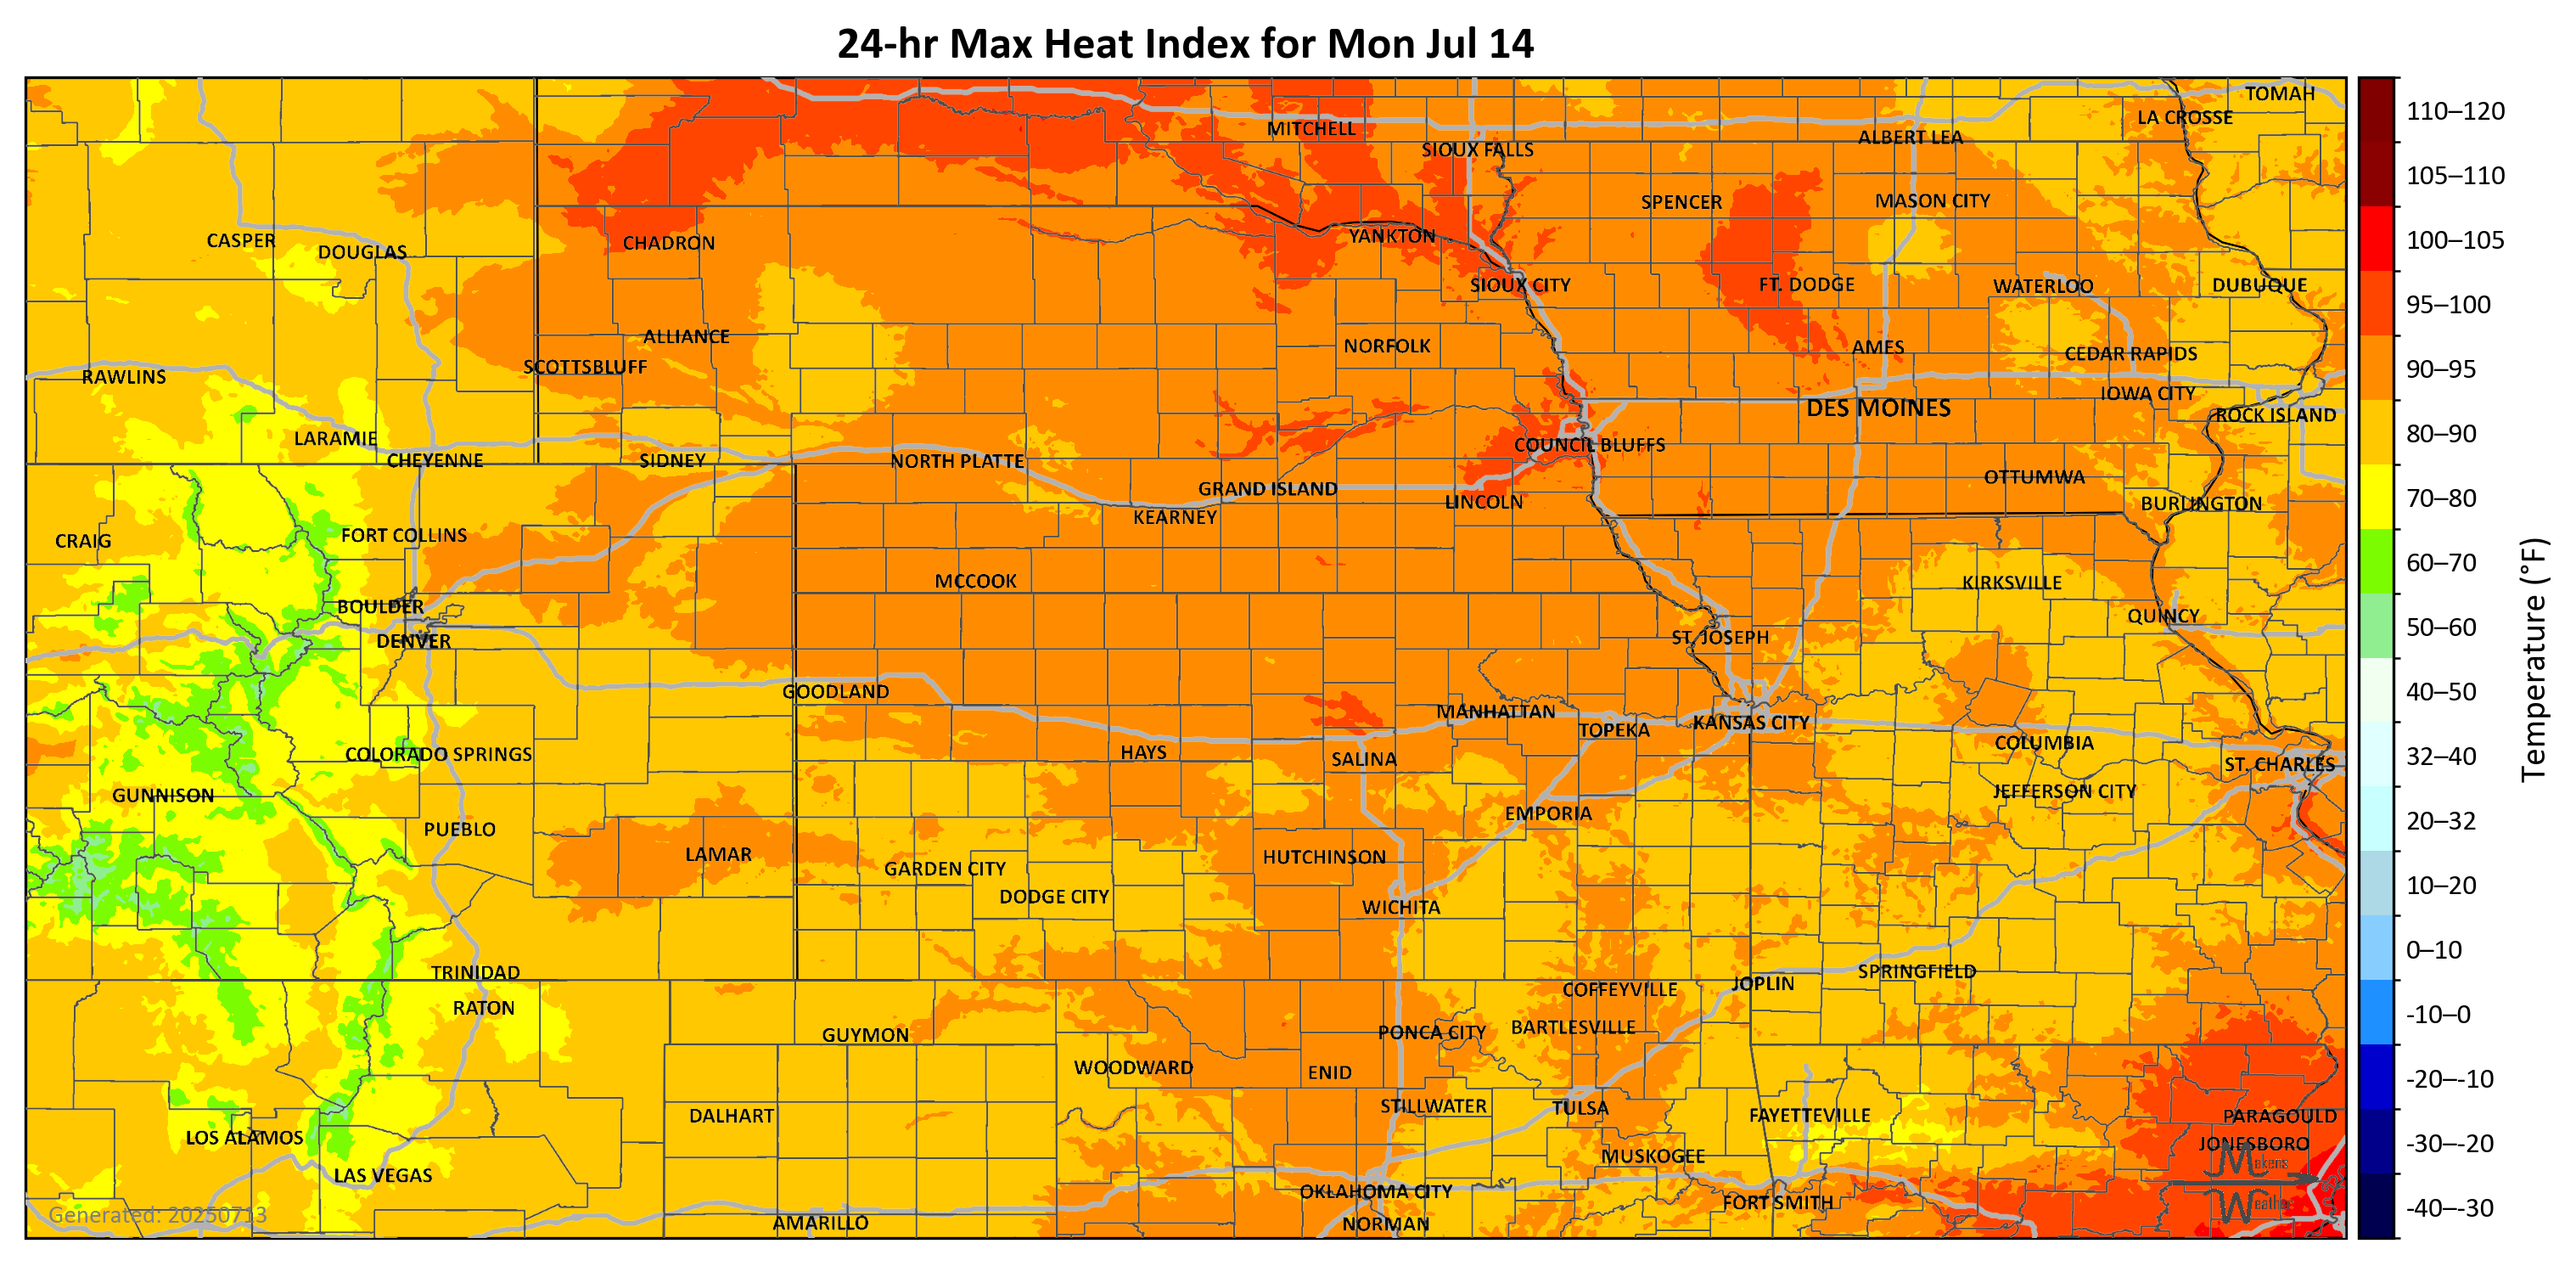 24-hr Max Heat Index for Mon Jul 14
TOMAH
LA CROSSE
MITCHELL
ALBERT LEA
SIOUX FALLS
SPENCER
MASON CITY
CASPER
DOUGLAS
CHADRON
YANKTON
SIOUX CITY
FT. DODGE
WATERLOO
DUBUQUE
ALLIANCE
NORFOLK
AMES
CEDAR RAPIDS
SCOTTSBLUFF
RAWLINS
IOWA CITY
DES MOINES
ROCK ISLAND
LARAMIE
COUNCIL BLUFFS
CHEYENNE
SIDNEY
NORTH PLATTE
OTTUMWA
GRAND ISLAND
LINCOLN
BURLINGTON
KEARNEY
CRAIG
FORT COLLINS
MCCOOK
KIRKSVILLE
BOULDER
QUINCY
DENVER
ST. JOSEPH
GOODLAND
MANHATTAN
TOPEKA
KANSAS CITY
COLUMBIA
COLORADO SPRINGS
HAYS
SALINA
ST. CHARLES
GUNNISON
JEFFERSON CITY
EMPORIA
PUEBLO
LAMAR
HUTCHINSON
GARDEN CITY
DODGE CITY
WICHITA
TRINIDAD
SPRINGFIELD
JOPLIN
COFFEYVILLE
RATON
GUYMON
PONCA CITY
BARTLESVILLE
WOODWARD
ENID
STILLWATER
TULSA
DALHART
FAYETTEVILLE
PARAGOULD
LOS ALAMOS
JONESBORO
MUSKOGEE
LAS VEGAS
OKLAHOMA CITY
FORT SMITH
AMARILLO
NORMAN
Generated: 20250713
Makens
Weather
110–120
105–110
100–105
95–100
90–95
80–90
70–80
60–70
50–60
40–50
32–40
20–32
10–20
0–10
-10–0
-20–-10
-30–-20
-40–-30
Temperature (°F)